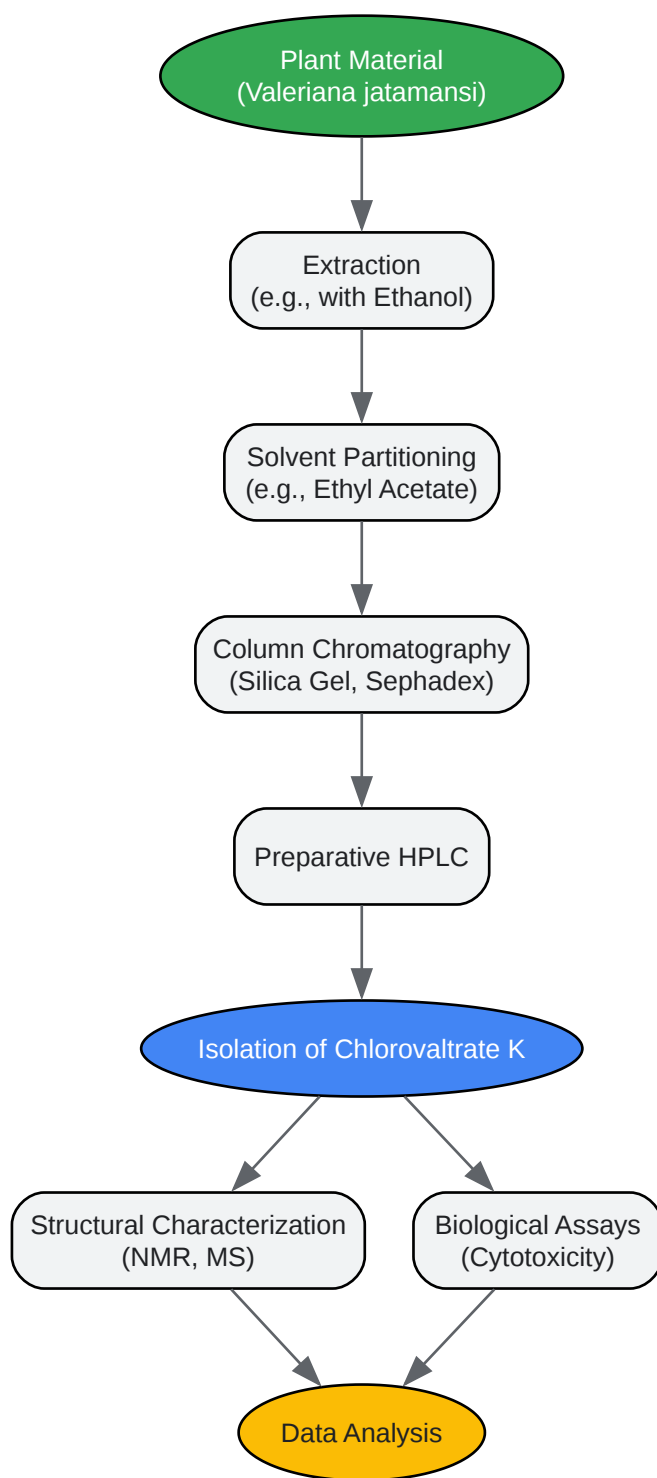 Plant Material
(Valeriana jatamansi)
Extraction
(e.g., with Ethanol)
Solvent Partitioning
(e.g., Ethyl Acetate)
Column Chromatography
(Silica Gel, Sephadex)
Preparative HPLC
Isolation of Chlorovaltrate K
Structural Characterization
(NMR, MS)
Biological Assays
(Cytotoxicity)
Data Analysis